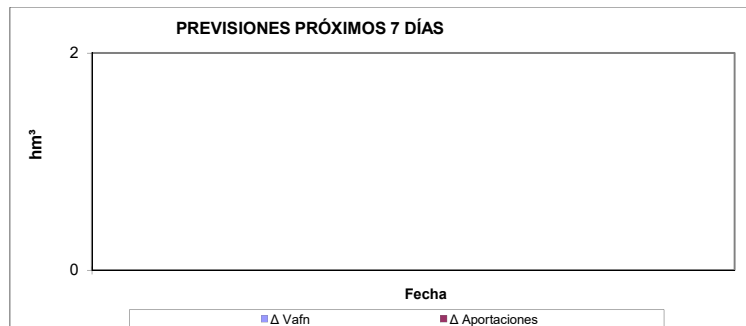 PREVISIONES PRÓXIMOS 7 DÍAS
2
hm³
0
Fecha
Δ Vafn Δ Aportaciones